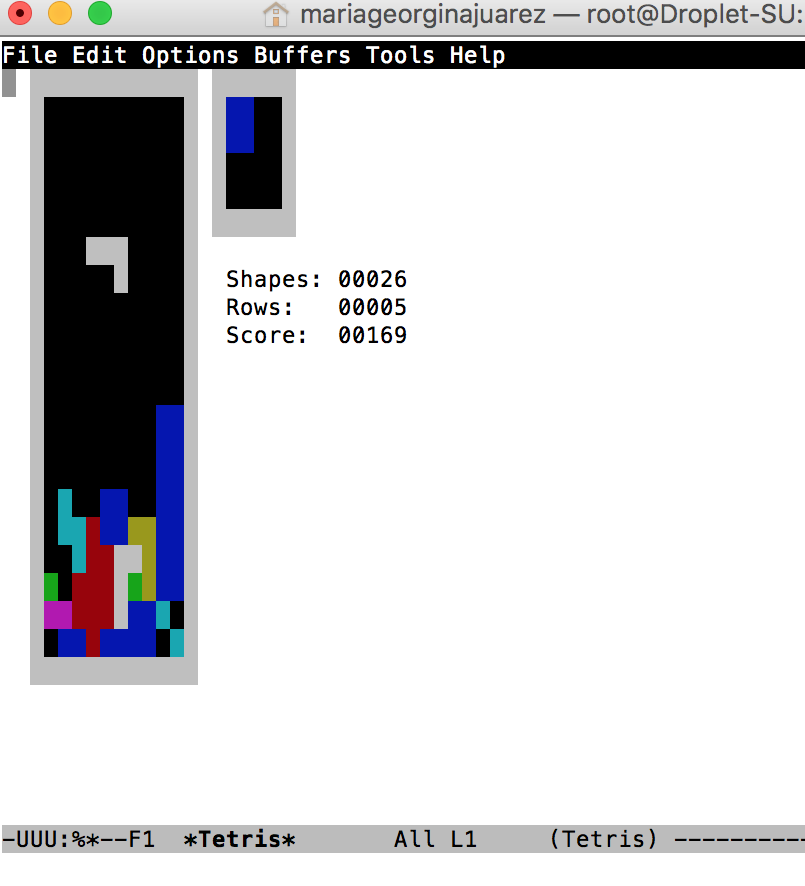 mariageorginajuarez — root@Droplet-SU:
File Edit Options Buffers Tools Help
Shapes: 00026
Rows:   00005
Score:  00169
-UUU:%*--F1  *Tetris*       All L1     (Tetris) ----------